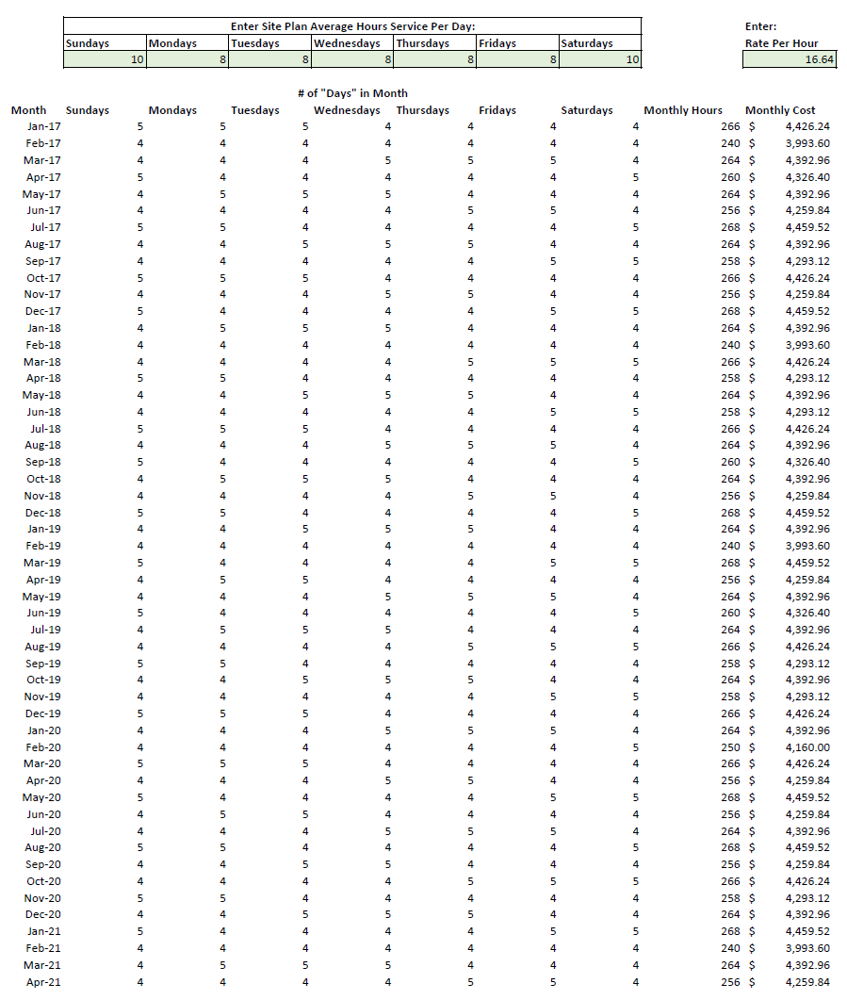 Enter Site Plan Average Hours Service Per Day: Enter:
Sundays Mondays Tuesdays Wednesdays Thursdays Fridays Saturdays Rate Per Hour
10 8 8 8 8 8 10 16.64
# of "Days" in Month
Month Sundays Mondays Tuesdays Wednesdays Thursdays Fridays Saturdays Monthly Hours Monthly Cost
Jan-17 5 5 5 4 4 4 4 266 $ 4,426.24
Feb-17 4 4 4 4 4 4 4 240 $ 3,993.60
Mar-17 4 4 4 5 5 5 4 264 $ 4,392.96
Apr-17 5 4 4 4 4 4 5 260 $ 4,326.40
May-17 4 5 5 5 4 4 4 264 $ 4,392.96
Jun-17 4 4 4 4 5 5 4 256 $ 4,259.84
Jul-17 5 5 4 4 4 4 5 268 $ 4,459.52
Aug-17 4 4 5 5 5 4 4 264 $ 4,392.96
Sep-17 4 4 4 4 4 5 5 258 $ 4,293.12
Oct-17 5 5 5 4 4 4 4 266 $ 4,426.24
Nov-17 4 4 4 5 5 4 4 256 $ 4,259.84
Dec-17 5 4 4 4 4 5 5 268 $ 4,459.52
Jan-18 4 5 5 5 4 4 4 264 $ 4,392.96
Feb-18 4 4 4 4 4 4 4 240 $ 3,993.60
Mar-18 4 4 4 4 5 5 5 266 $ 4,426.24
Apr-18 5 5 4 4 4 4 4 258 $ 4,293.12
May-18 4 4 5 5 5 4 4 264 $ 4,392.96
Jun-18 4 4 4 4 4 5 5 258 $ 4,293.12
Jul-18 5 5 5 4 4 4 4 266 $ 4,426.24
Aug-18 4 4 4 5 5 5 4 264 $ 4,392.96
Sep-18 5 4 4 4 4 4 5 260 $ 4,326.40
Oct-18 4 5 5 5 4 4 4 264 $ 4,392.96
Nov-18 4 4 4 4 5 5 4 256 $ 4,259.84
Dec-18 5 5 4 4 4 4 5 268 $ 4,459.52
Jan-19 4 4 5 5 5 4 4 264 $ 4,392.96
Feb-19 4 4 4 4 4 4 4 240 $ 3,993.60
Mar-19 5 4 4 4 4 5 5 268 $ 4,459.52
Apr-19 4 5 5 4 4 4 4 256 $ 4,259.84
May-19 4 4 4 5 5 5 4 264 $ 4,392.96
Jun-19 5 4 4 4 4 4 5 260 $ 4,326.40
Jul-19 4 5 5 5 4 4 4 264 $ 4,392.96
Aug-19 4 4 4 4 5 5 5 266 $ 4,426.24
Sep-19 5 5 4 4 4 4 4 258 $ 4,293.12
Oct-19 4 4 5 5 5 4 4 264 $ 4,392.96
Nov-19 4 4 4 4 4 5 5 258 $ 4,293.12
Dec-19 5 5 5 4 4 4 4 266 $ 4,426.24
Jan-20 4 4 4 5 5 5 4 264 $ 4,392.96
Feb-20 4 4 4 4 4 4 5 250 $ 4,160.00
Mar-20 5 5 5 4 4 4 4 266 $ 4,426.24
Apr-20 4 4 4 5 5 4 4 256 $ 4,259.84
May-20 5 4 4 4 4 5 5 268 $ 4,459.52
Jun-20 4 5 5 4 4 4 4 256 $ 4,259.84
Jul-20 4 4 4 5 5 5 4 264 $ 4,392.96
Aug-20 5 5 4 4 4 4 5 268 $ 4,459.52
Sep-20 4 4 5 5 4 4 4 256 $ 4,259.84
Oct-20 4 4 4 4 5 5 5 266 $ 4,426.24
Nov-20 5 5 4 4 4 4 4 258 $ 4,293.12
Dec-20 4 4 5 5 5 4 4 264 $ 4,392.96
Jan-21 5 4 4 4 4 5 5 268 $ 4,459.52
Feb-21 4 4 4 4 4 4 4 240 $ 3,993.60
Mar-21 4 5 5 5 4 4 4 264 $ 4,392.96
Apr-21 4 4 4 4 5 5 4 256 $ 4,259.84